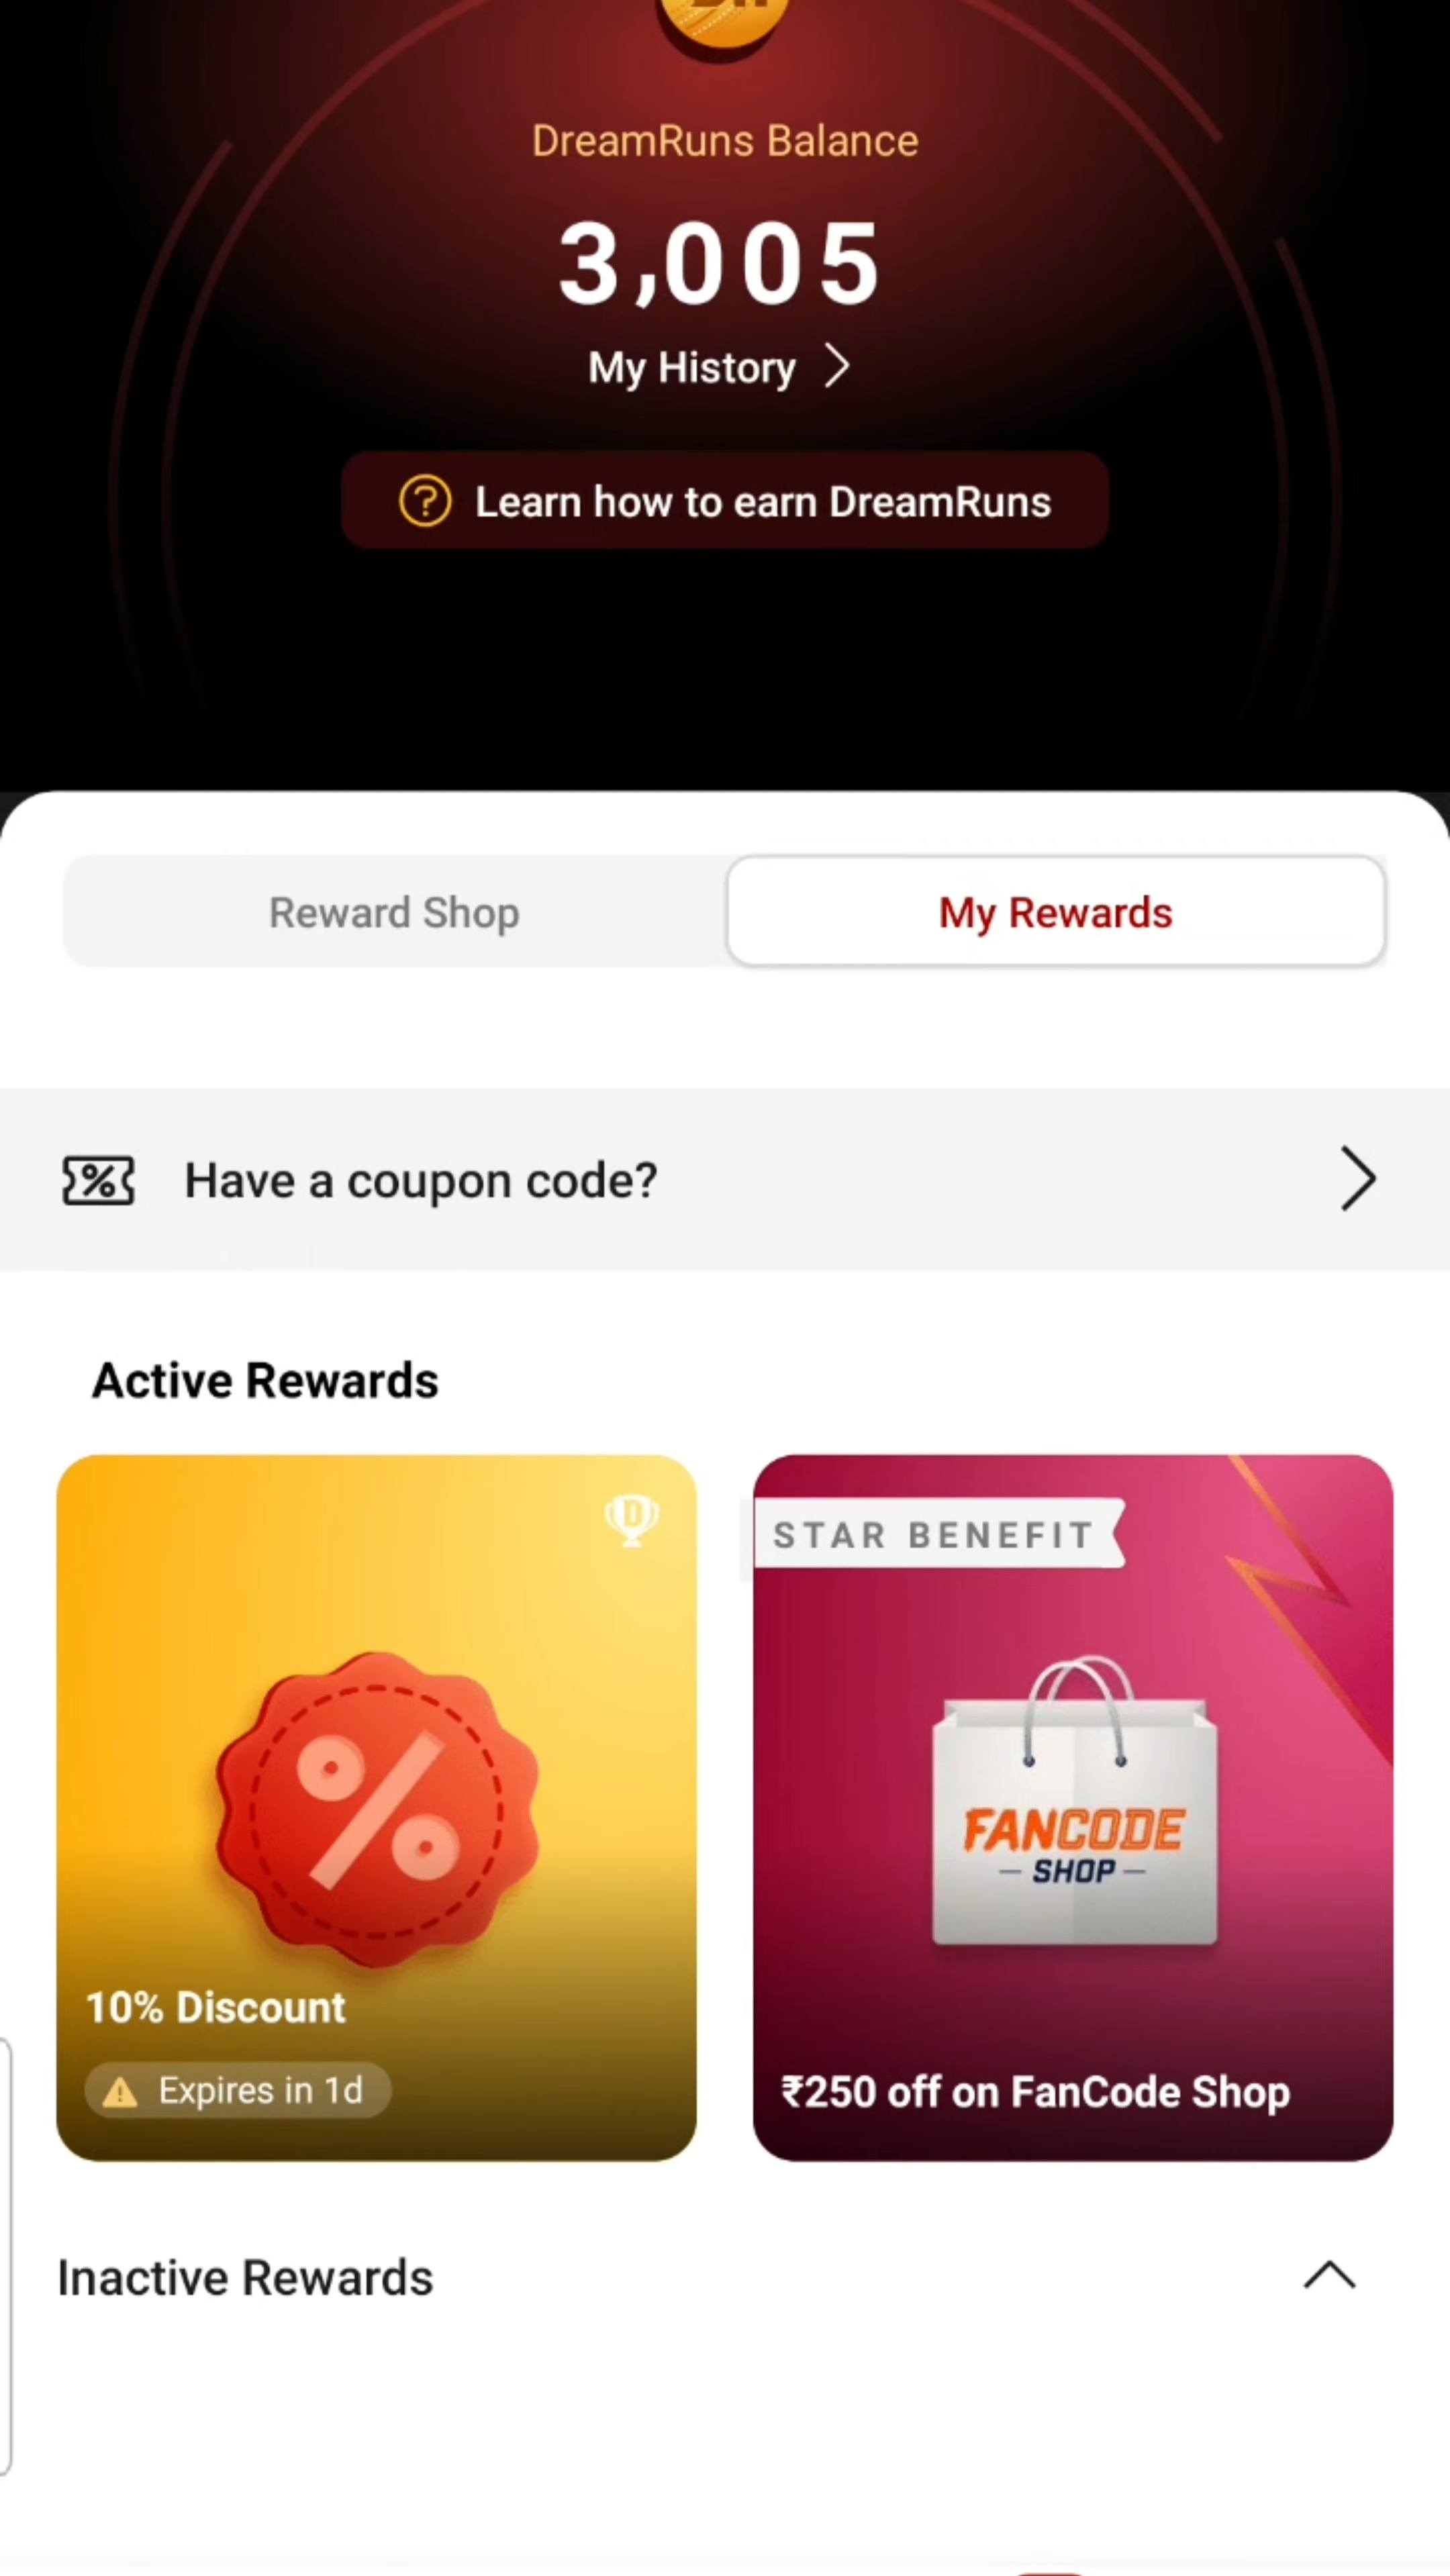 DreamRuns Balance
3,005
My History
Learn how to earn DreamRuns
Reward Shop
My Rewards
Have a coupon code?
Active Rewards
STAR BENEFIT
FANCODE
SHOP
10% Discount
Expires in 1d
₹250 off on FanCode Shop
Inactive Rewards